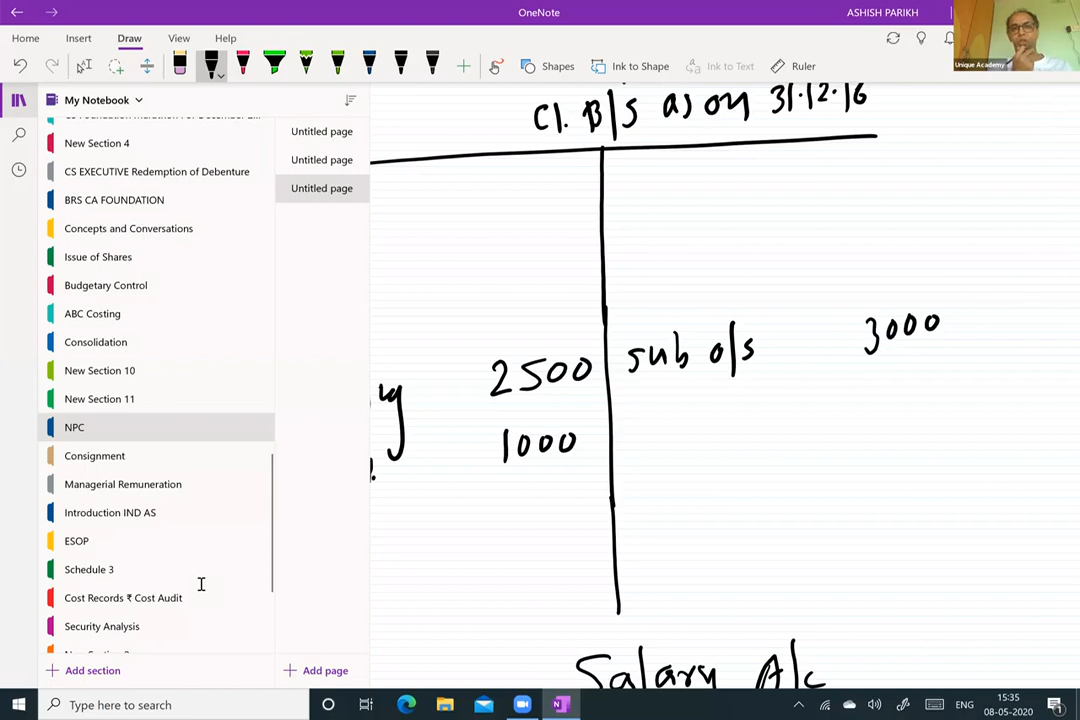 OneNote
ASHISH PARIKH
Home Insert Draw View Help
Shapes Ink to Shape Ink to Text Ruler
Unique Academy
My Notebook
New Section 4
CS EXECUTIVE Redemption of Debenture
BRS CA FOUNDATION
Concepts and Conversations
Issue of Shares
Budgetary Control
ABC Costing
Consolidation
New Section 10
New Section 11
NPC
Consignment
Managerial Remuneration
Introduction IND AS
ESOP
Schedule 3
Cost Records ₹ Cost Audit
Security Analysis
Add section
Untitled page
Untitled page
Untitled page
Add page
Cl. B/S as on 31.12.16
2500 sub o/s 3000
1000
Salary A/c
Type here to search
ENG
15:35
08-05-2020
1